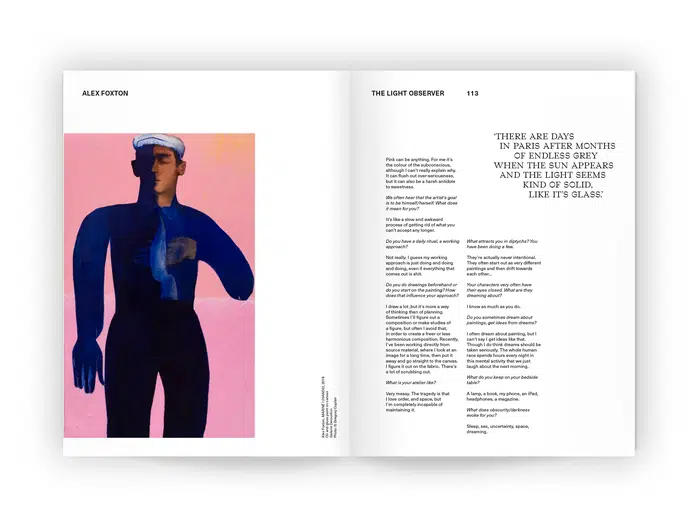 ALEX FOXTON
THE LIGHT OBSERVER 113
‘THERE ARE DAYS
IN PARIS AFTER MONTHS
OF ENDLESS GREY
WHEN THE SUN APPEARS
AND THE LIGHT SEEMS
KIND OF SOLID,
LIKE IT’S GLASS.’
Pink can be anything. For me it’s
the colour of the subconscious,
although I can’t really explain why.
It can flush out over-seriousness,
but it can also be a harsh antidote
to sweetness.
We often hear that the artist’s goal
is to be himself/herself. What does
it mean for you?
It’s like a slow and awkward
process of getting rid of what you
can’t accept any longer.
Do you have a daily ritual, a working
approach?
Not really. I guess my working
approach is just doing and doing
and doing, even if everything that
comes out is shit.
Do you do drawings beforehand or
do you start on the painting? How
does that influence your approach?
I draw a lot, but it’s more a way
of thinking then of planning.
Sometimes I’ll figure out a
composition or make studies of
a figure, but often I avoid that,
in order to create a freer or less
harmonious composition. Recently,
I’ve been working directly from
source material, where I look at an
image for a long time, then put it
away and go straight to the canvas.
I figure it out on the fabric. There’s
a lot of scrubbing out.
What is your atelier like?
Very messy. The tragedy is that
I love order, and space, but
I’m completely incapable of
maintaining it.
What attracts you in diptychs? You
have been doing a few.
They’re actually never intentional.
They often start out as very different
paintings and then drift towards
each other...
Your characters very often have
their eyes closed. What are they
dreaming about?
I know as much as you do.
Do you sometimes dream about
paintings, get ideas from dreams?
I often dream about painting, but I
can’t say I get ideas like that.
Though I do think dreams should be
taken seriously. The whole human
race spends hours every night in
this mental activity that we just
laugh about the next morning.
What do you keep on your bedside
table?
A lamp, a book, my phone, an iPad,
headphones, a magazine.
What does obscurity/darkness
evoke for you?
Sleep, sex, uncertainty, space,
dreaming.